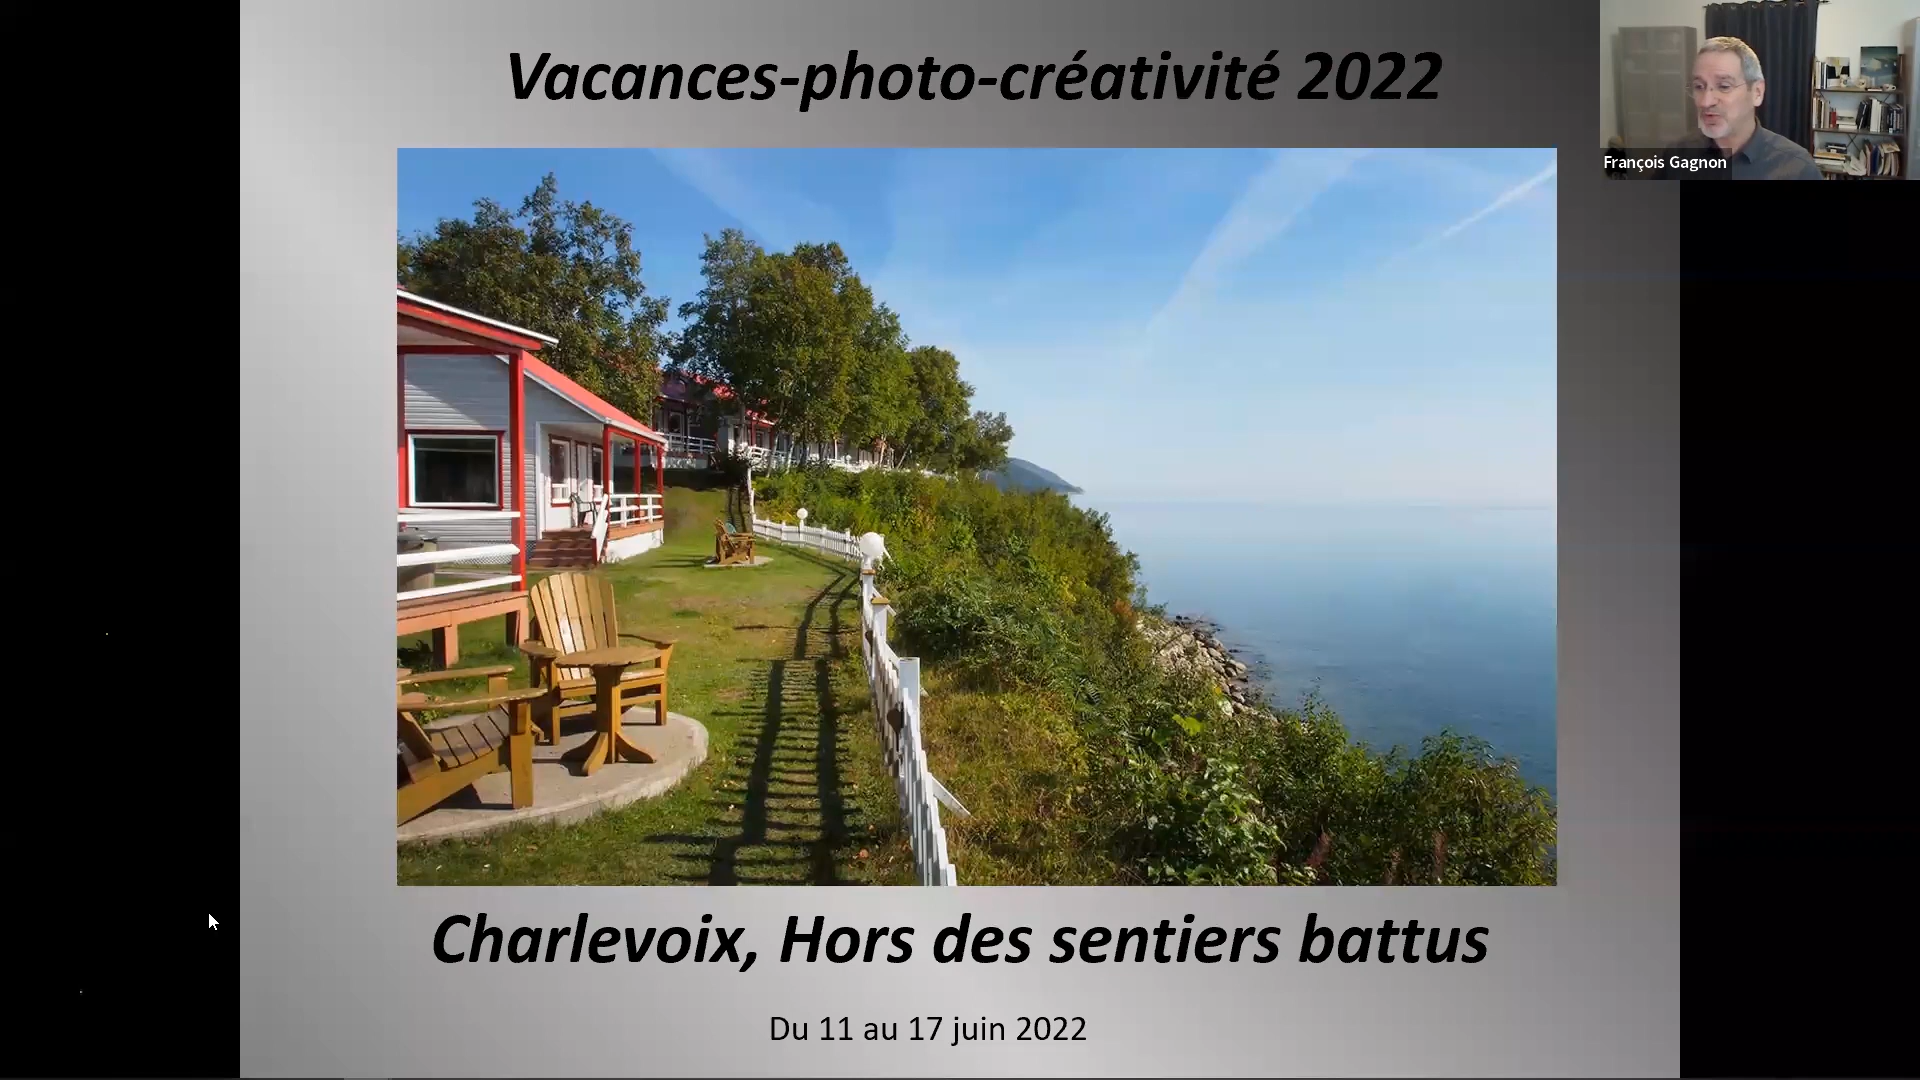 Vacances-photo-créativité 2022
François Gagnon
Charlevoix, Hors des sentiers battus
Du 11 au 17 juin 2022